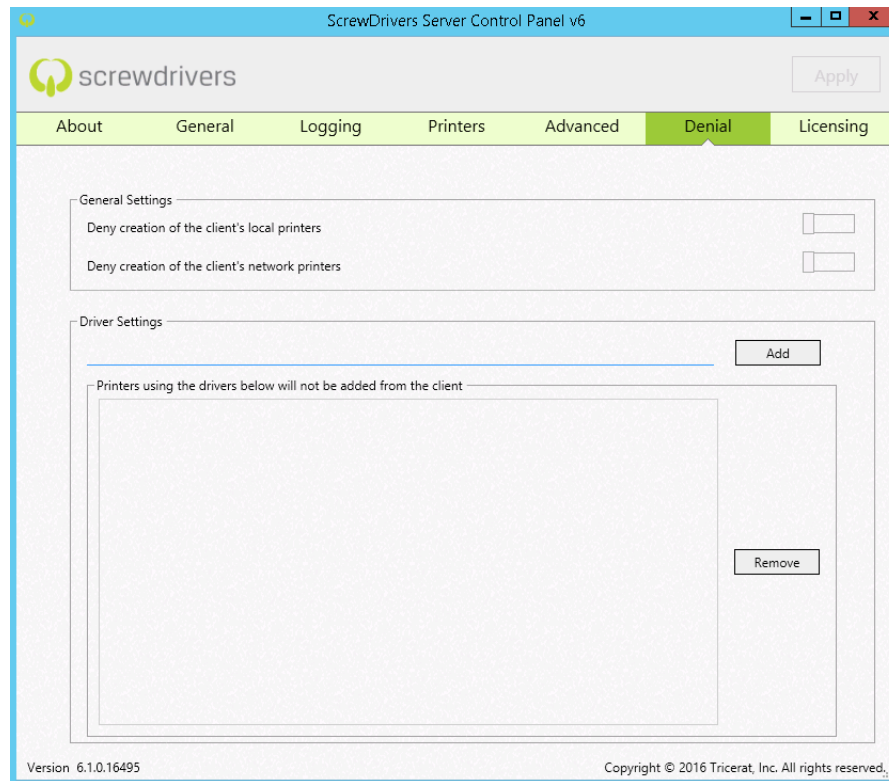 ScrewDrivers Server Control Panel v6
screwdrivers
Apply
About General Logging Printers Advanced Denial Licensing
General Settings
Deny creation of the client's local printers
Deny creation of the client's network printers
Driver Settings
Add
Printers using the drivers below will not be added from the client
Remove
Version 6.1.0.16495 Copyright © 2016 Tricerat, Inc. All rights reserved.